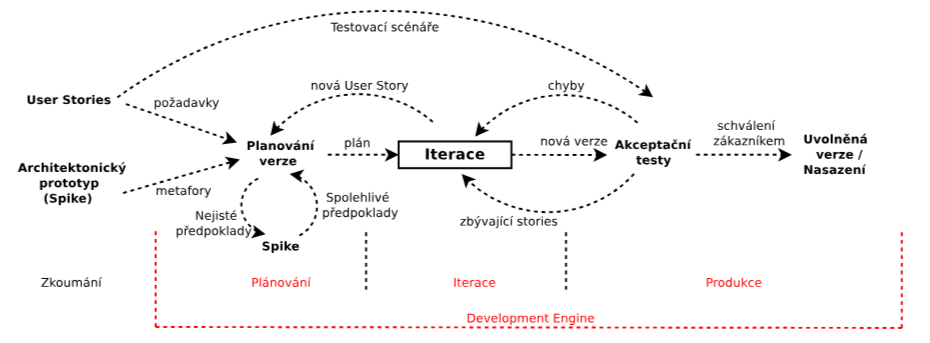 Testovací scénáře
nová User Story
chyby
User Stories
požadavky
schválení
zákazníkem
plán
nová verze
Plánování
verze
Iterace
Akceptační
testy
Uvolněná
verze /
Nasazení
Architektonický
prototyp
(Spike)
metafory
Nejisté
předpoklady
Spolehlivé
předpoklady
zbývající stories
Spike
Zkoumání
Plánování
Iterace
Produkce
Development Engine